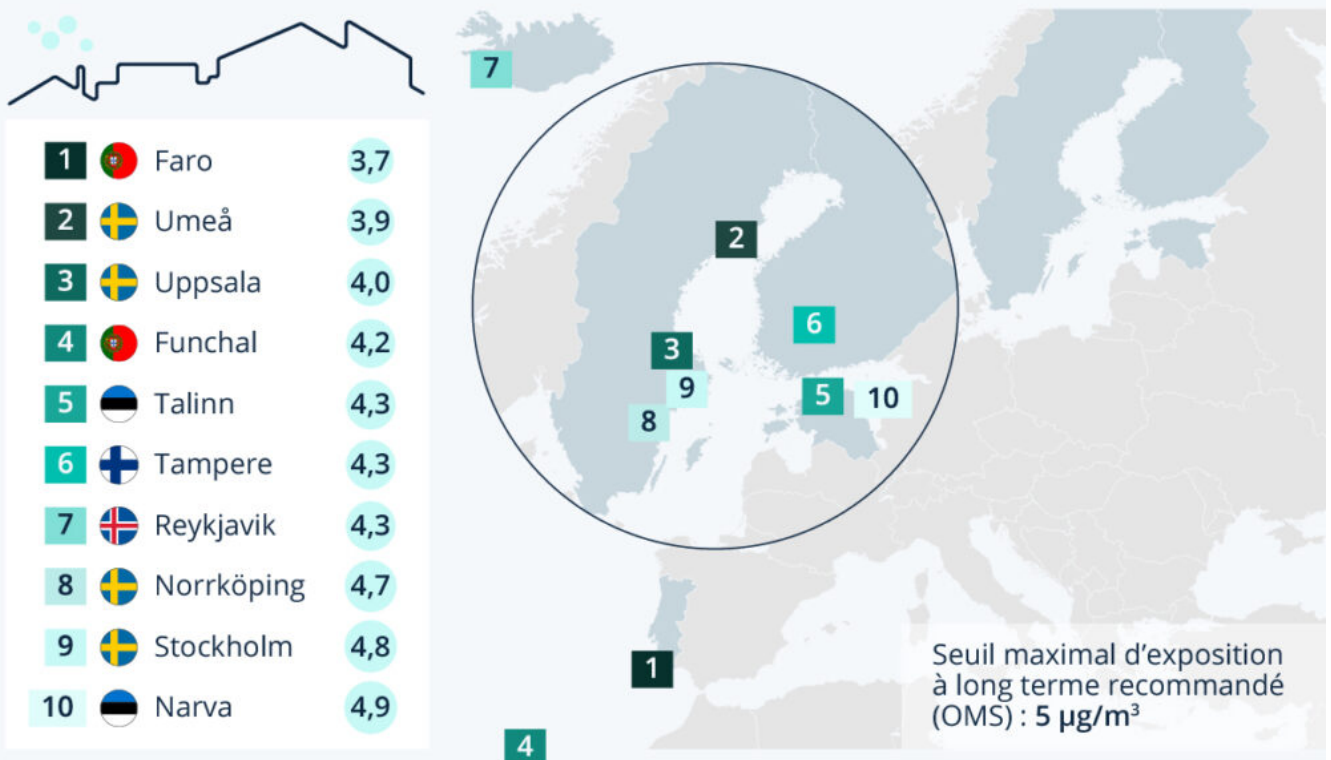 1 Faro 3,7
2 Umeå 3,9
3 Uppsala 4,0
4 Funchal 4,2
5 Talinn 4,3
6 Tampere 4,3
7 Reykjavik 4,3
8 Norrköping 4,7
9 Stockholm 4,8
10 Narva 4,9
7
2
6
3
9
5
10
8
1
4
Seuil maximal d'exposition
à long terme recommandé
(OMS) : 5 µg/m³